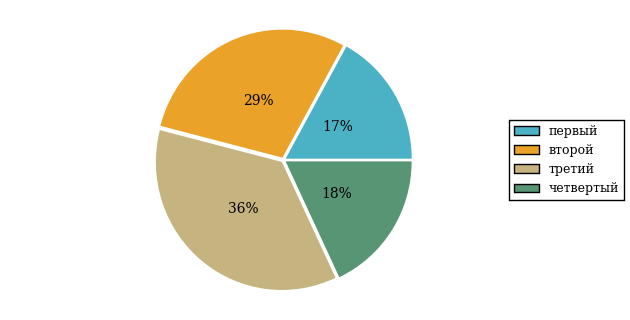 29%
17%
36%
18%
первый
второй
третий
четвертый